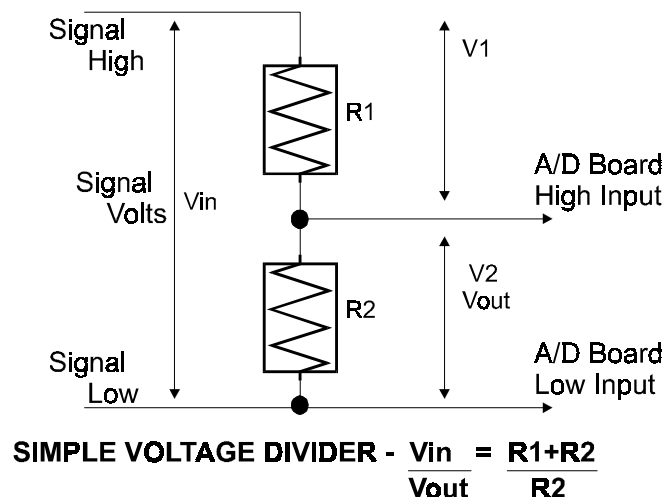 Signal
High
V1
R1
A/D Board
High Input
Signal
Volts
Vin
V2
Vout
R2
Signal
Low
A/D Board
Low Input
SIMPLE VOLTAGE DIVIDER - Vin = R1+R2
Vout R2